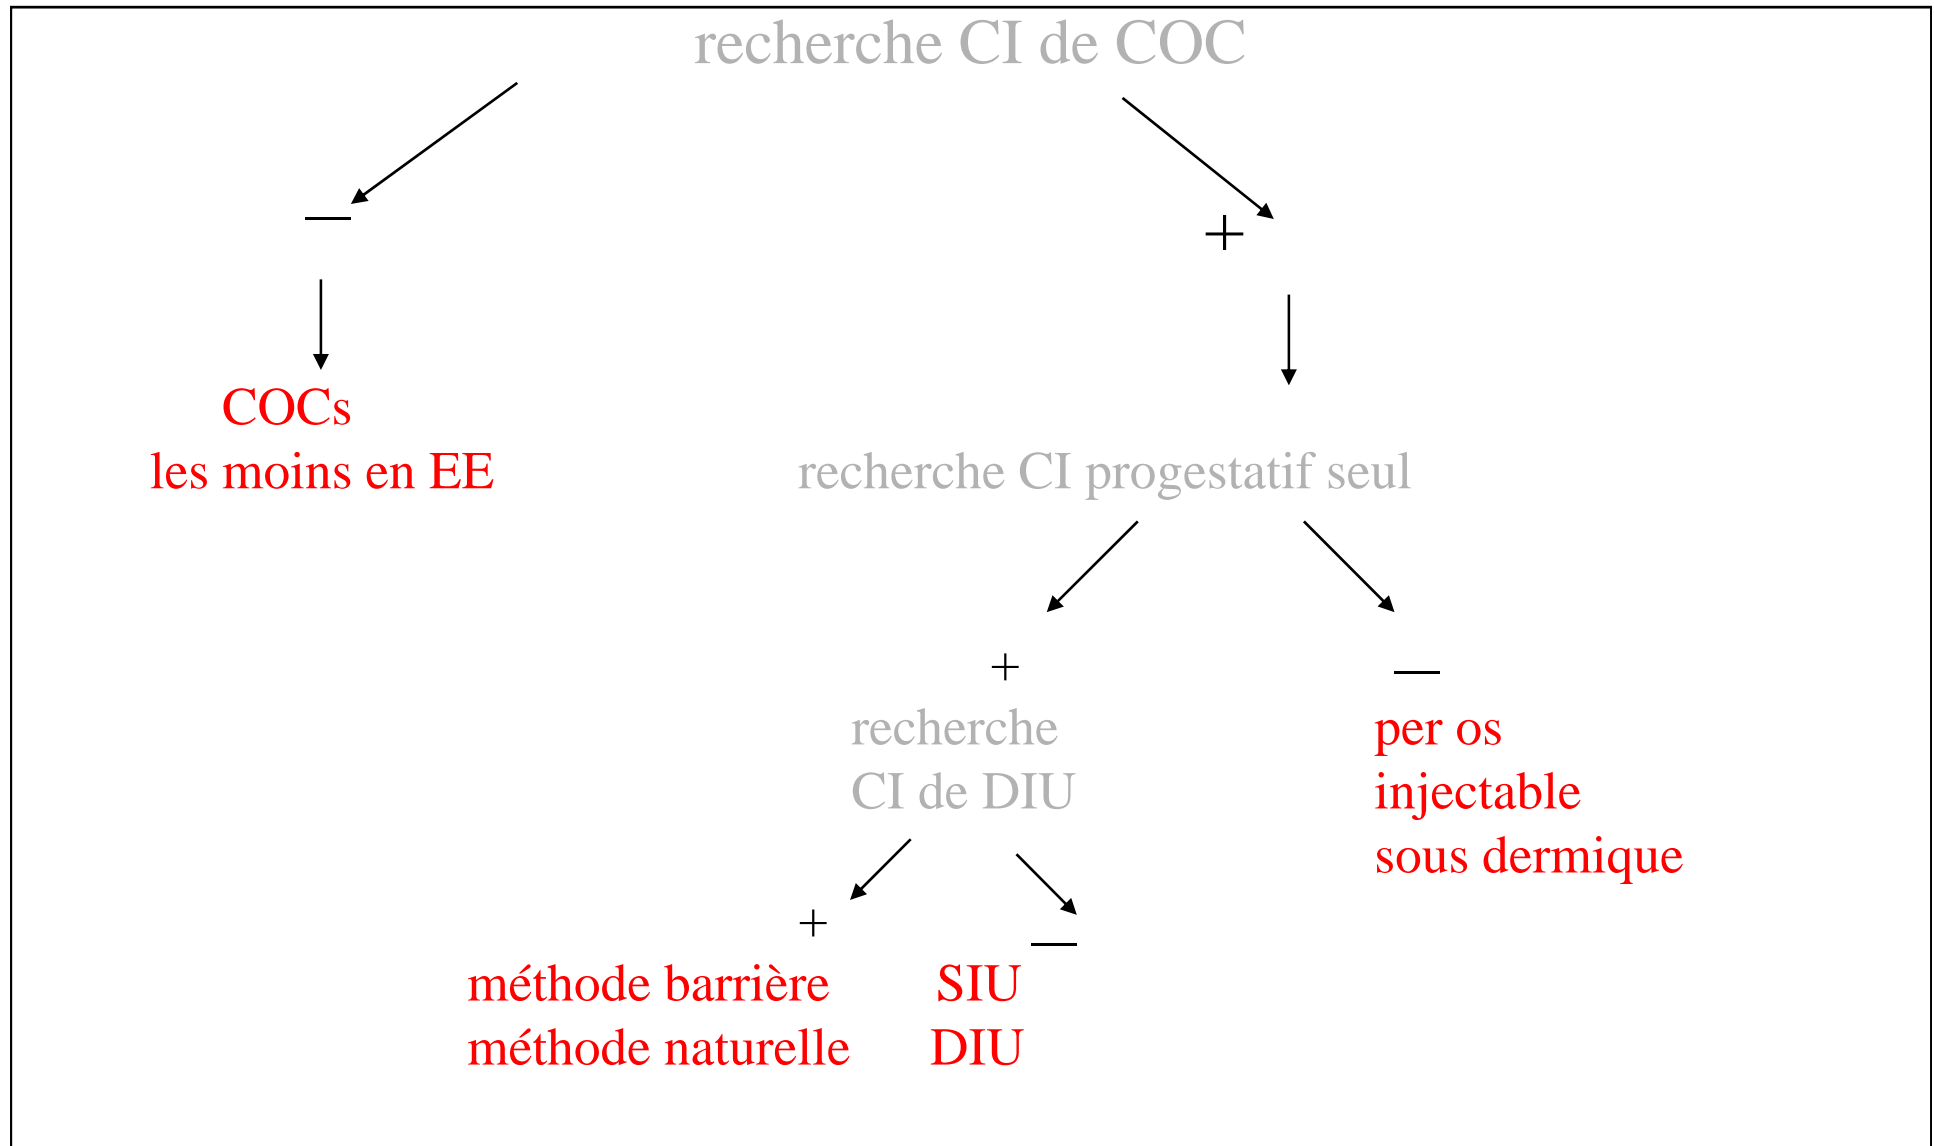 recherche CI de COC
—
+
COCs
les moins en EE
recherche CI progestatif seul
+
—
recherche
CI de DIU
per os
injectable
sous dermique
+
—
méthode barrière
méthode naturelle
SIU
DIU